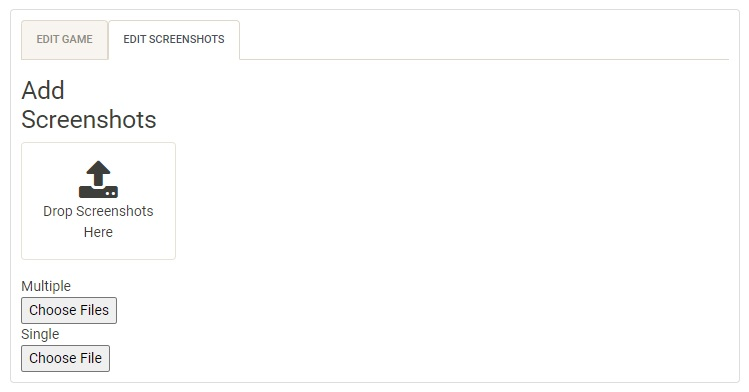 EDIT GAME
EDIT SCREENSHOTS
Add
Screenshots
Drop Screenshots
Here
Multiple
Choose Files
Single
Choose File